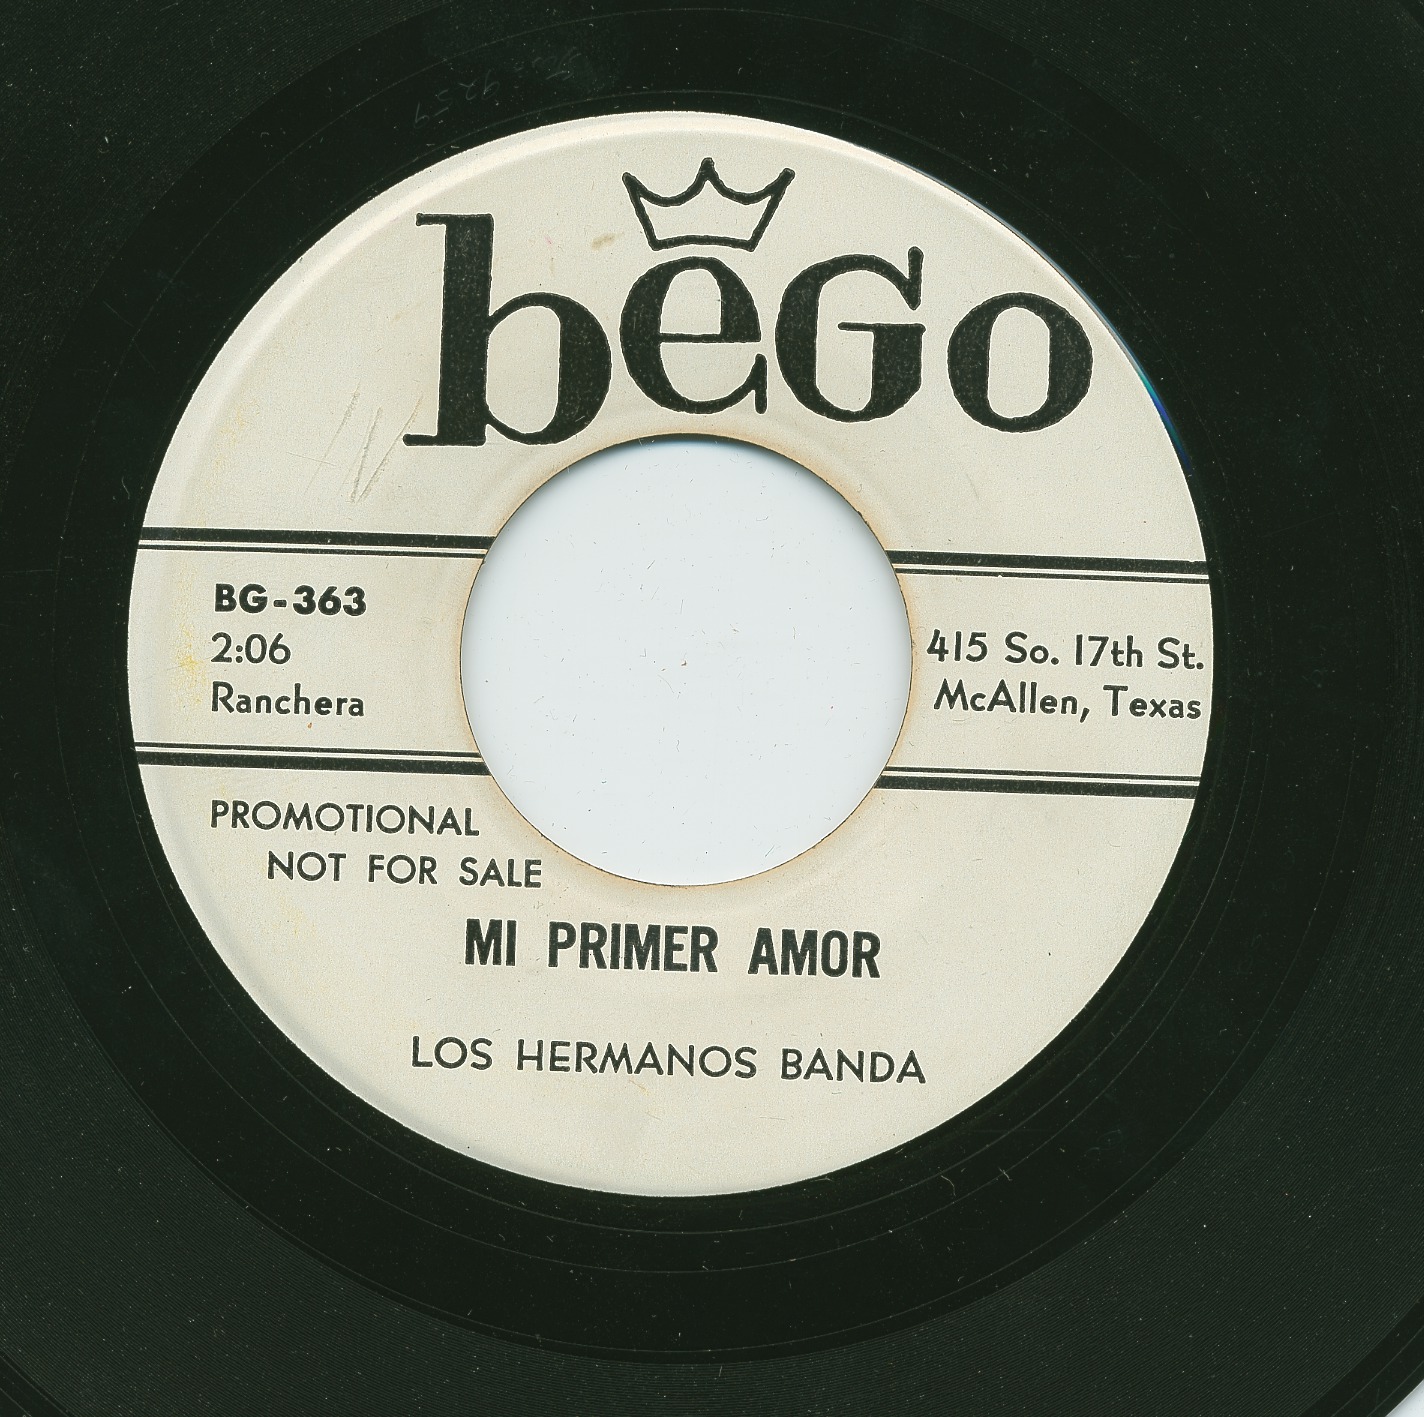 beGo
BG-363
2:06
Ranchera
415 So. 17th St.
McAllen, Texas
PROMOTIONAL
NOT FOR SALE
MI PRIMER AMOR
LOS HERMANOS BANDA